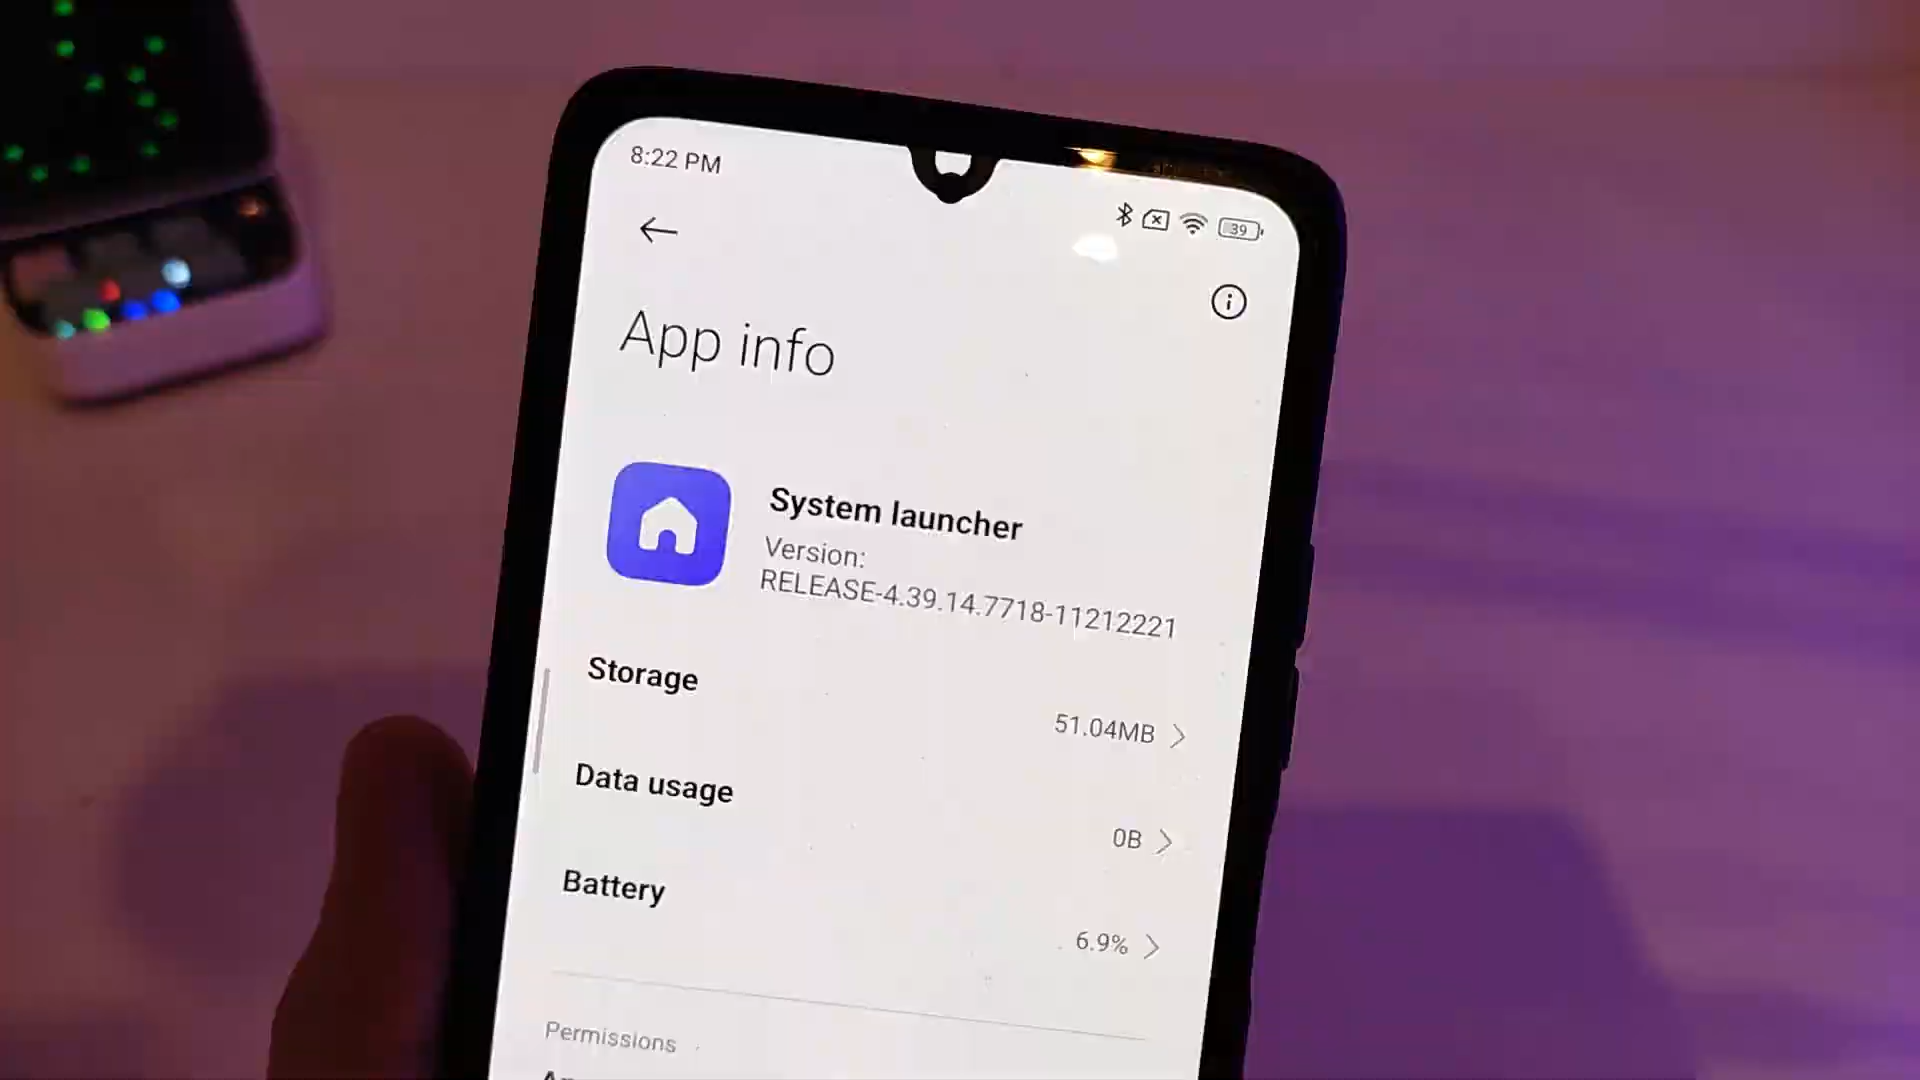 8:22 PM
39
App info
System launcher
Version:
RELEASE-4.39.14.7718-11212221
Storage
51.04MB
Data usage
0B
Battery
6.9%
Permissions